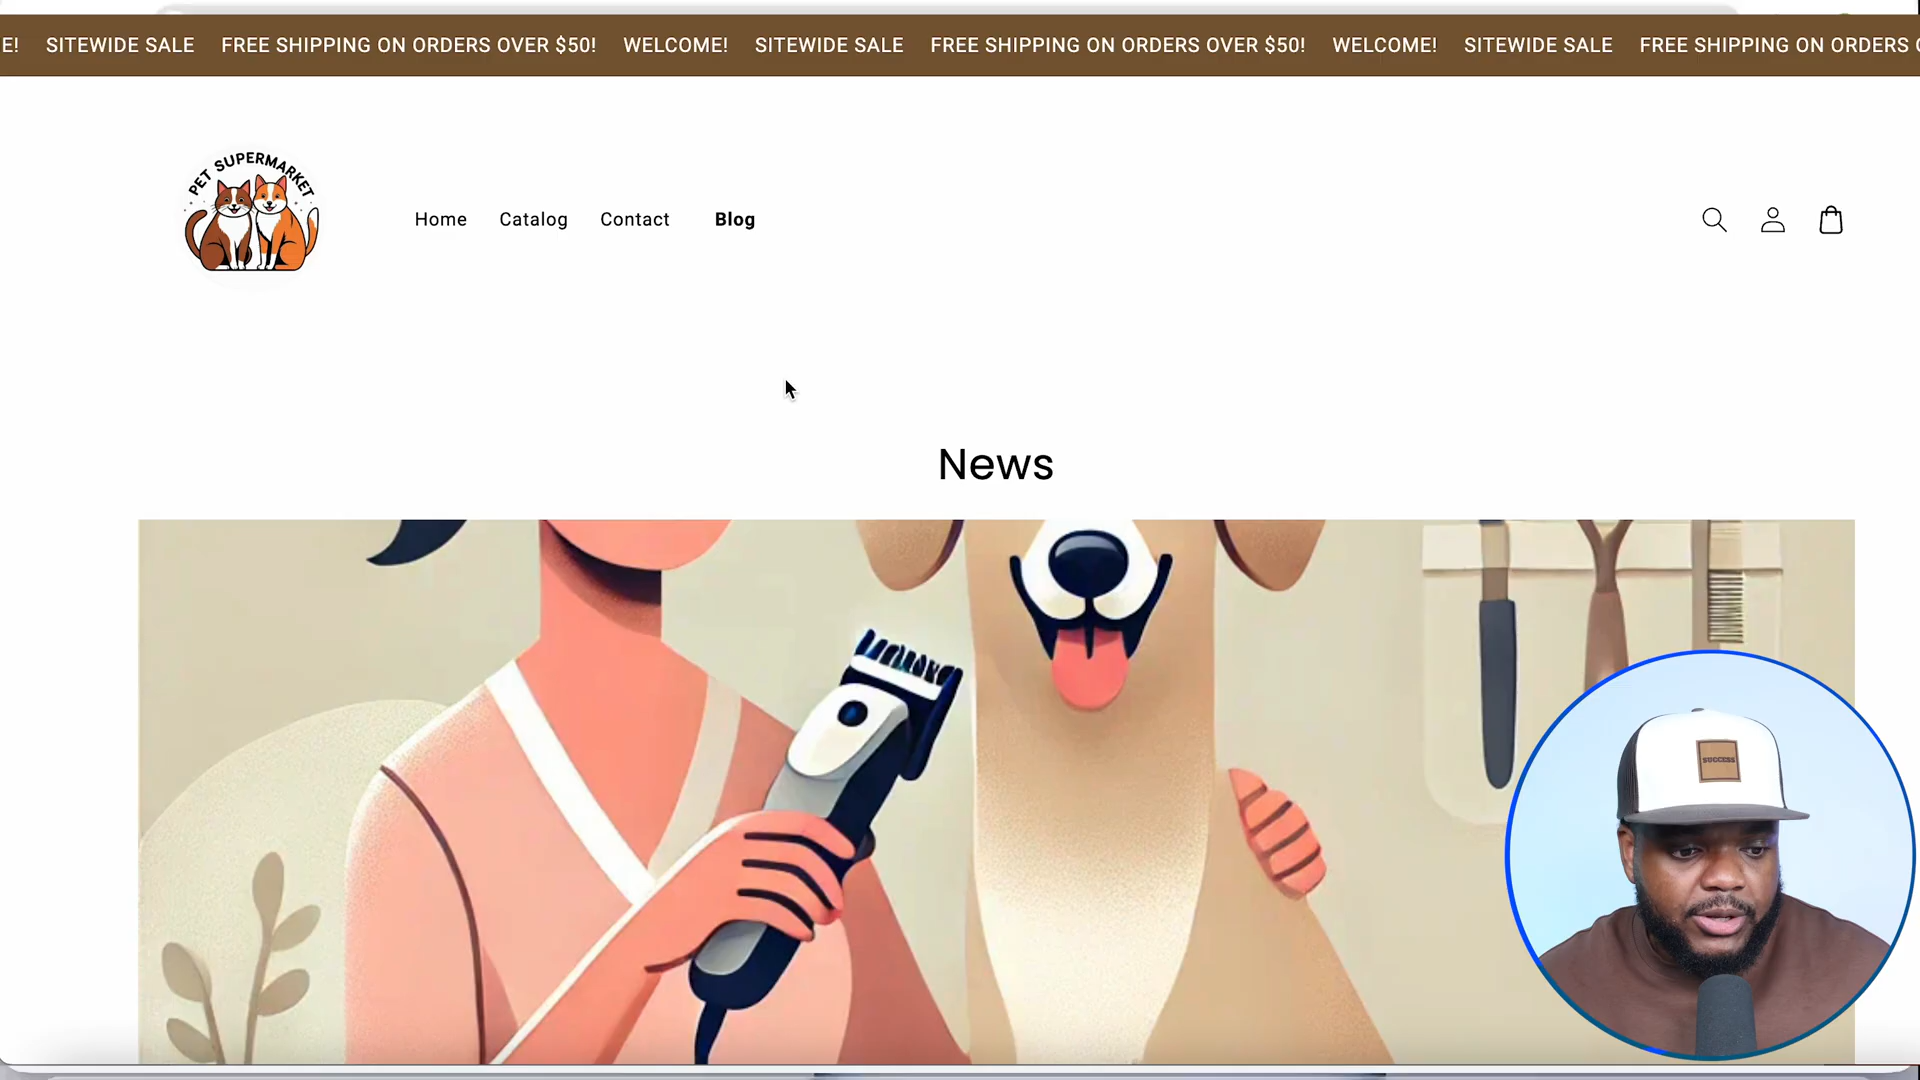 E! SITEWIDE SALE FREE SHIPPING ON ORDERS OVER $50! WELCOME! SITEWIDE SALE FREE SHIPPING ON ORDERS OVER $50! WELCOME! SITEWIDE SALE FREE SHIPPING ON ORDERS
PET SUPERMARKET
Home Catalog Contact Blog
News
SUCCESS